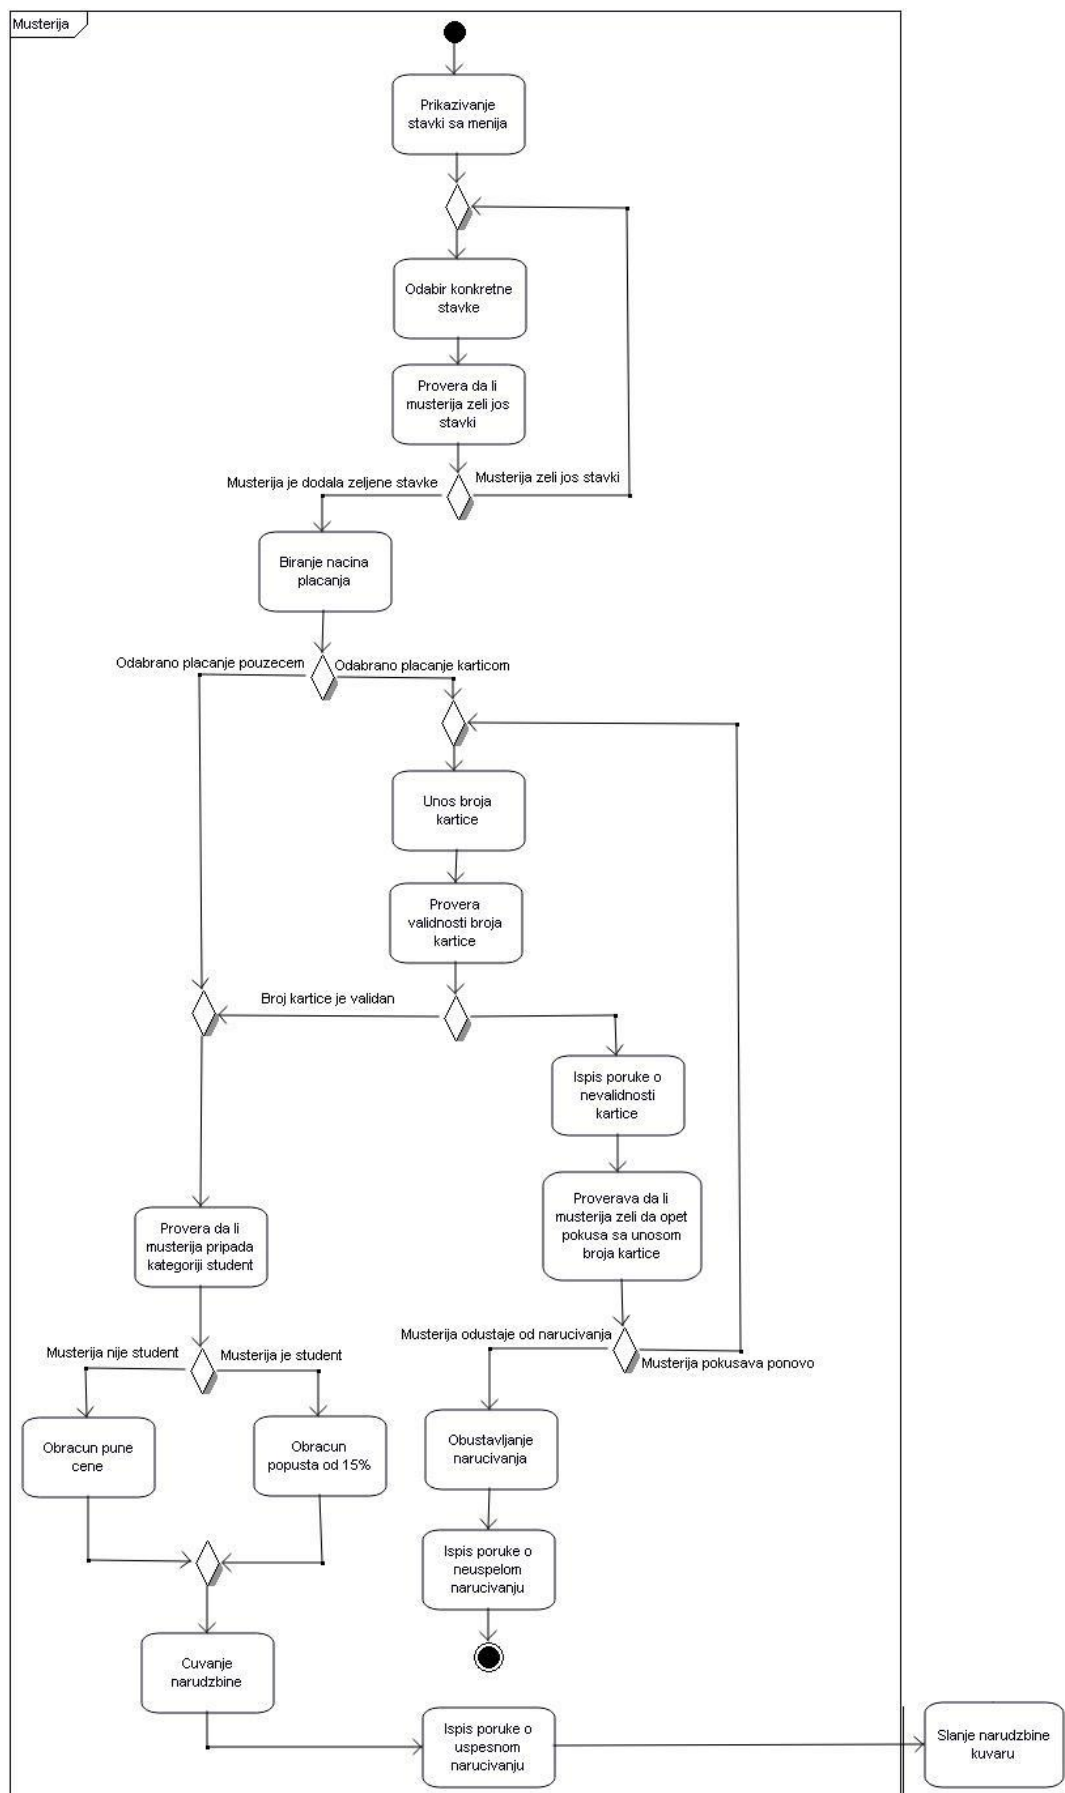 Musterija
Prikazivanje
stavki sa menija
Odabir konkretne
stavke
Provera da li
musterija zeli jos
stavki
Musterija je dodala zeljene stavke
Musterija zeli jos stavki
Biranje nacina
placanja
Odabrano placanje pouzecem
Odabrano placanje karticom
Unos broja
kartice
Provera
validnosti broja
kartice
Broj kartice je validan
Ispis poruke o
nevalidnosti
kartice
Proverava da li
musterija zeli da opet
pokusa sa unosom
broja kartice
Provera da li
musterija pripada
kategoriji student
Musterija odustaje od narucivanja
Musterija pokusava ponovo
Musterija nije student
Musterija je student
Obracun pune
cene
Obracun
popusta od 15%
Obustavljanje
narucivanja
Ispis poruke o
neuspelom
narucivanju
Cuvanje
narudzbine
Ispis poruke o
uspesnom
narucivanju
Slanje narudzbine
kuvaru